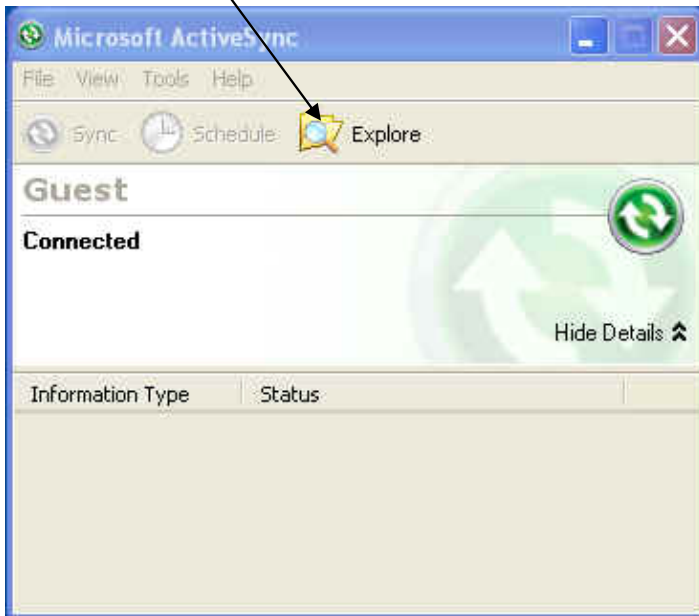 Microsoft ActiveSync
File View Tools Help
Sync Schedule Explore
Guest
Connected
Hide Details
Information Type Status